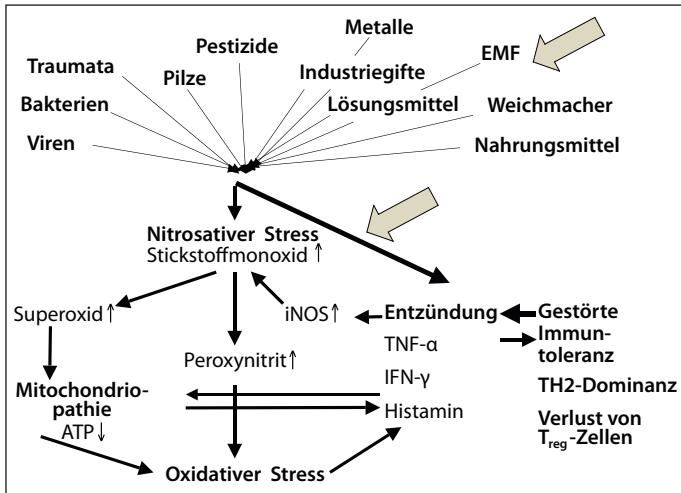 Metalle
Pestizide
EMF
Traumata
Pilze
Industriegifte
Bakterien
Lösungsmittel
Weichmacher
Viren
Nahrungsmittel
Nitrosativer Stress
Stickstoffmonoxid ↑
Superoxid ↑
iNOS ↑
Entzündung
Gestörte
Immun-
toleranz
TNF-α
Peroxynitrit ↑
IFN-γ
TH2-Dominanz
Mitochondrio-
pathie
ATP ↓
Histamin
Verlust von
Treg-Zellen
Oxidativer Stress